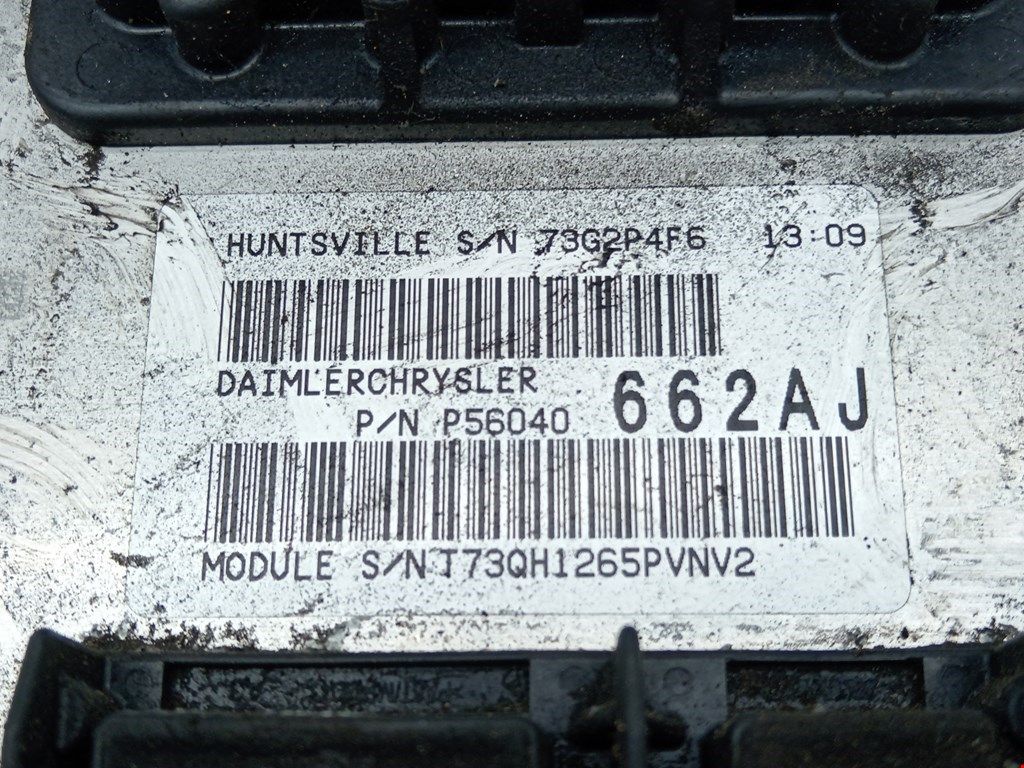 HUNTSVILLE S/N 73G2P4F6 13:09
DAIMLERCHRYSLER
P/N P56040 662AJ
MODULE S/N T73QH1265PVNV2